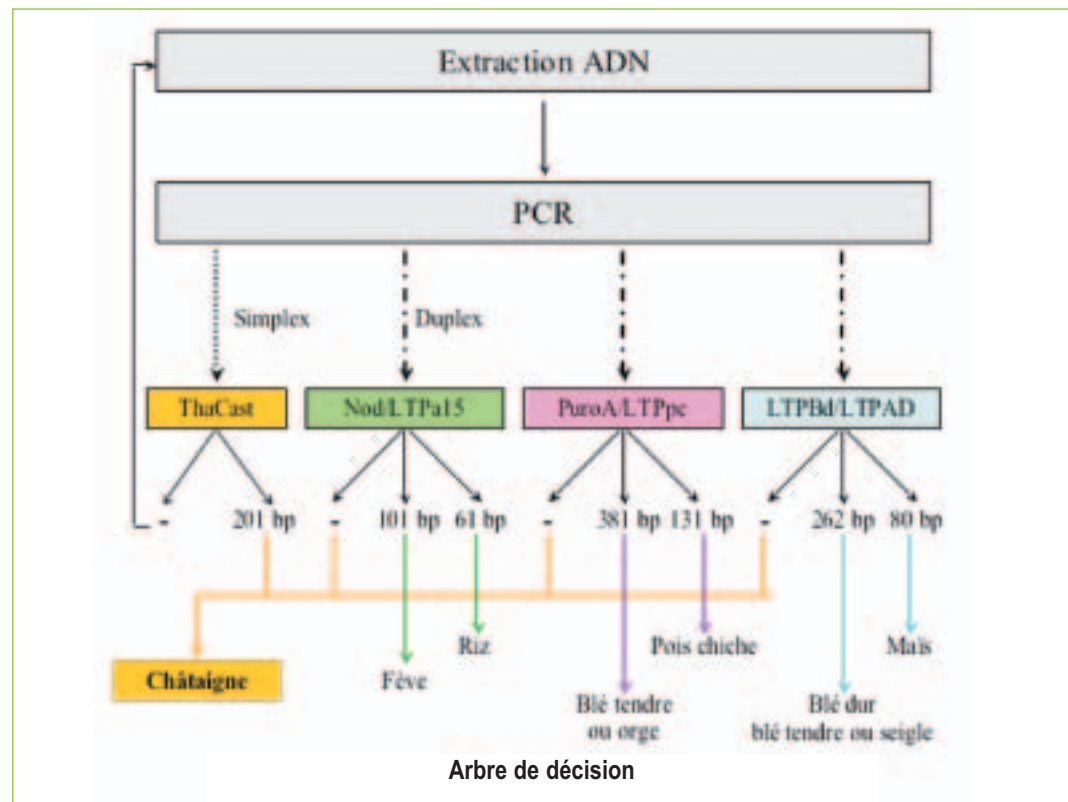 Extraction ADN
PCR
Simplex
Duplex
ThaCast
Nod/LTPa15
PuroA/LTPpc
LTPBd/LTPAD
- 201 bp - 101 bp 61 bp - 381 bp 131 bp - 262 bp 80 bp
Riz
Pois chiche
Maïs
Châtaigne
Fève
Blé tendre
ou orge
Blé dur
blé tendre ou seigle
Arbre de décision